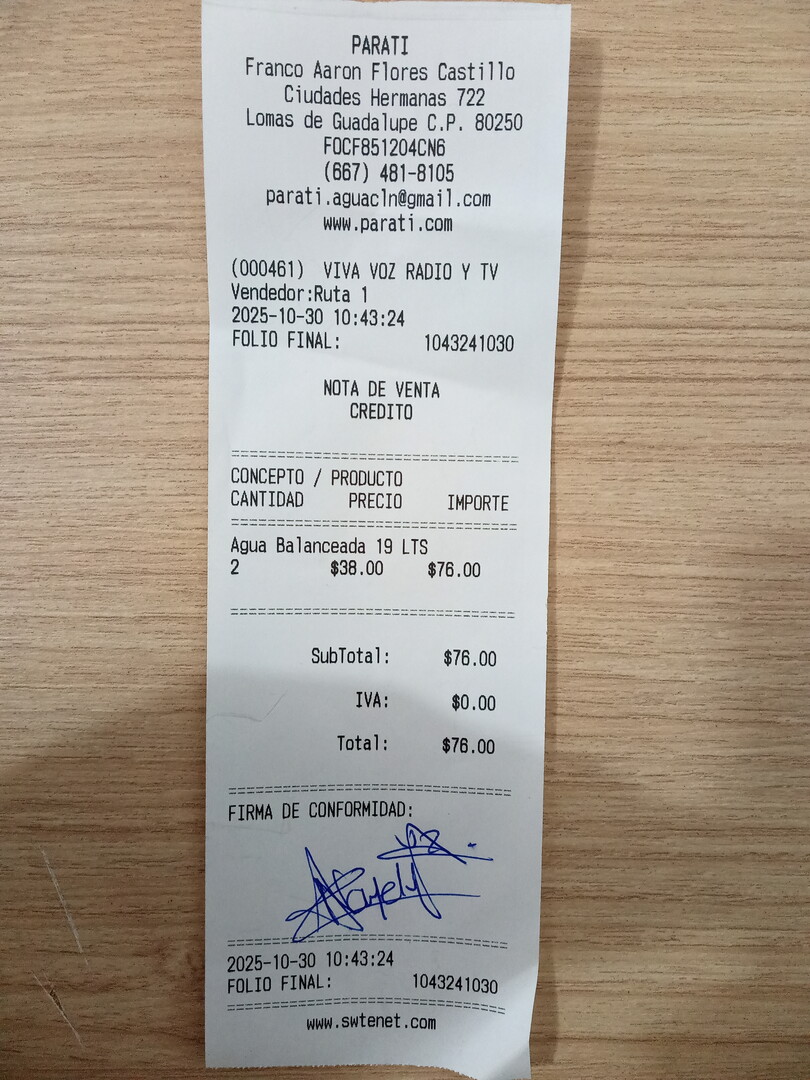 PARATI
Franco Aaron Flores Castillo
Ciudades Hermanas 722
Lomas de Guadalupe C.P. 80250
FOCF851204CN6
(667) 481-8105
parati.aguacln@gmail.com
www.parati.com
(000461) VIVA VOZ RADIO Y TV
Vendedor:Ruta 1
2025-10-30 10:43:24
FOLIO FINAL: 1043241030
NOTA DE VENTA
CREDITO
CONCEPTO / PRODUCTO
CANTIDAD PRECIO IMPORTE
Agua Balanceada 19 LTS
2 $38.00 $76.00
SubTotal: $76.00
IVA: $0.00
Total: $76.00
FIRMA DE CONFORMIDAD:
2025-10-30 10:43:24
FOLIO FINAL: 1043241030
www.swtenet.com